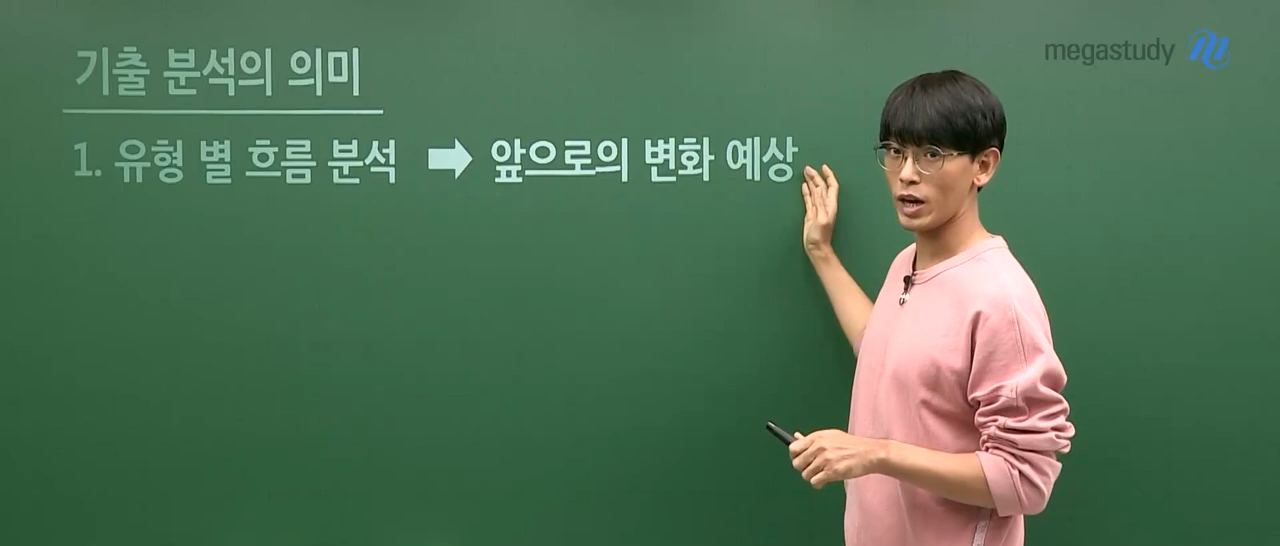 megastudy
기출 분석의 의미
1. 유형 별 흐름 분석 ➡ 앞으로의 변화 예상